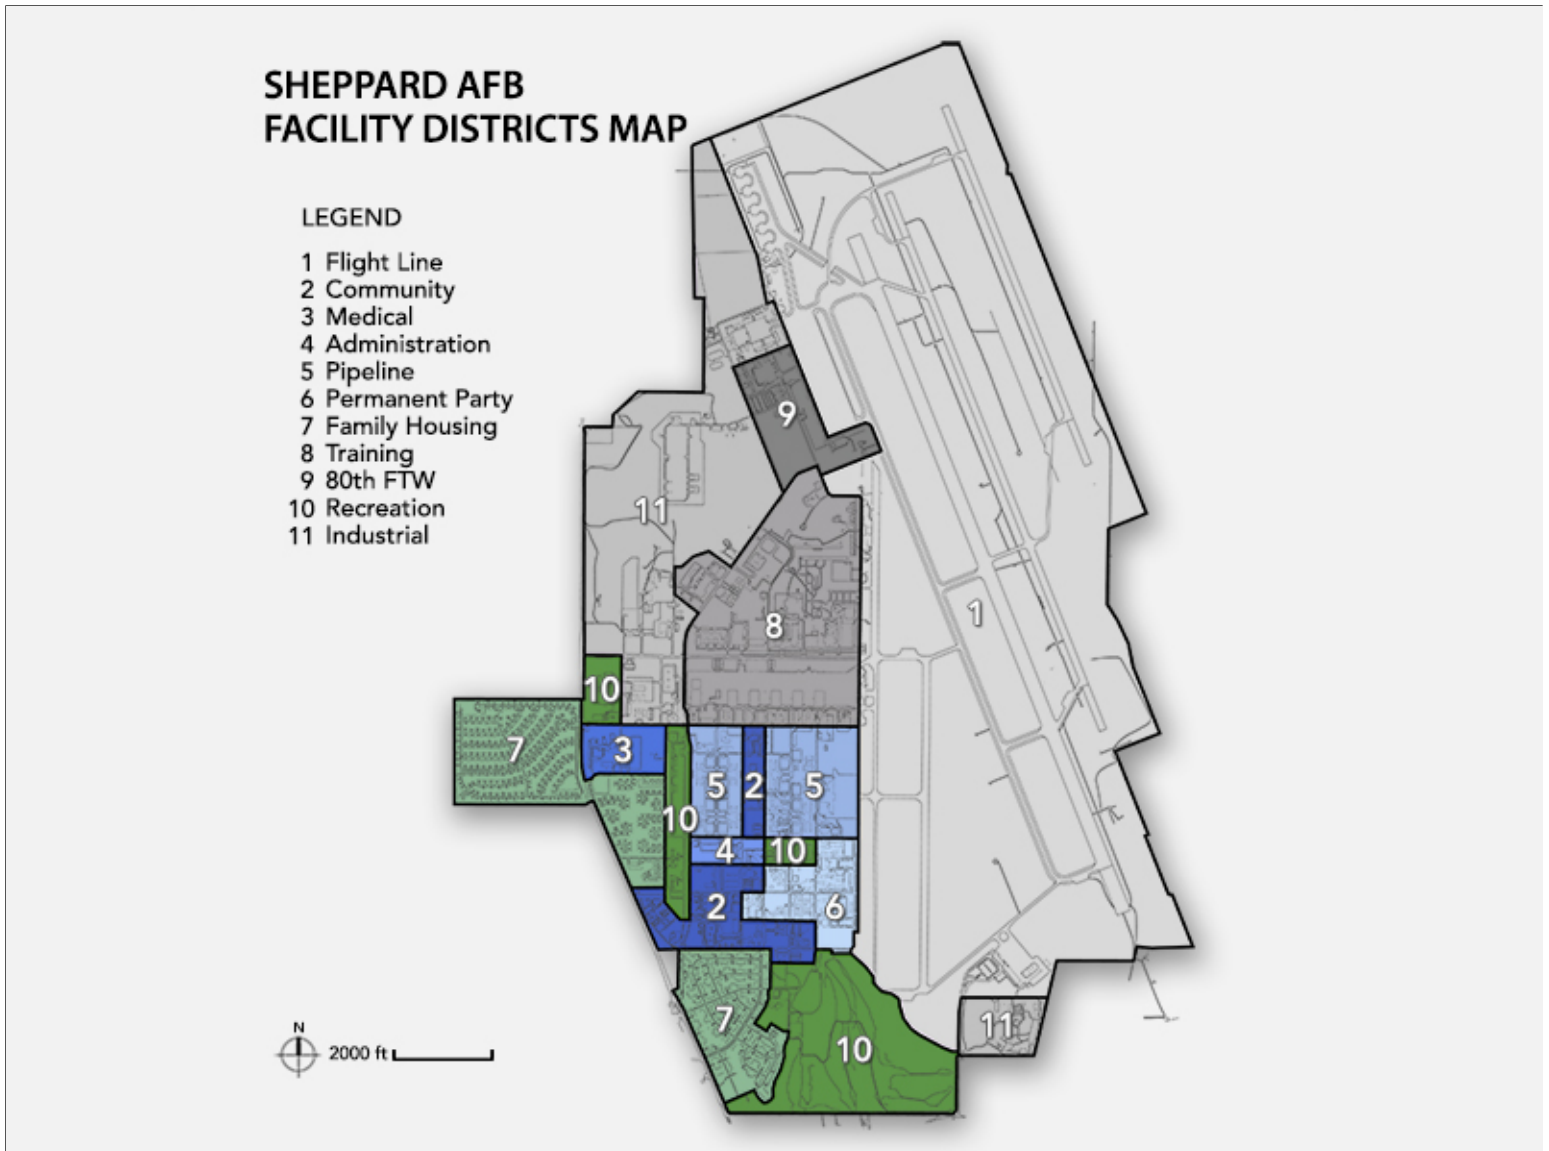 SHEPPARD AFB
FACILITY DISTRICTS MAP
LEGEND
1 Flight Line
2 Community
3 Medical
4 Administration
5 Pipeline
6 Permanent Party
7 Family Housing
8 Training
9 80th FTW
10 Recreation
11 Industrial
9
11
1
8
10
7
3
5
2
5
10
4
10
2
6
7
10
11
N
2000 ft